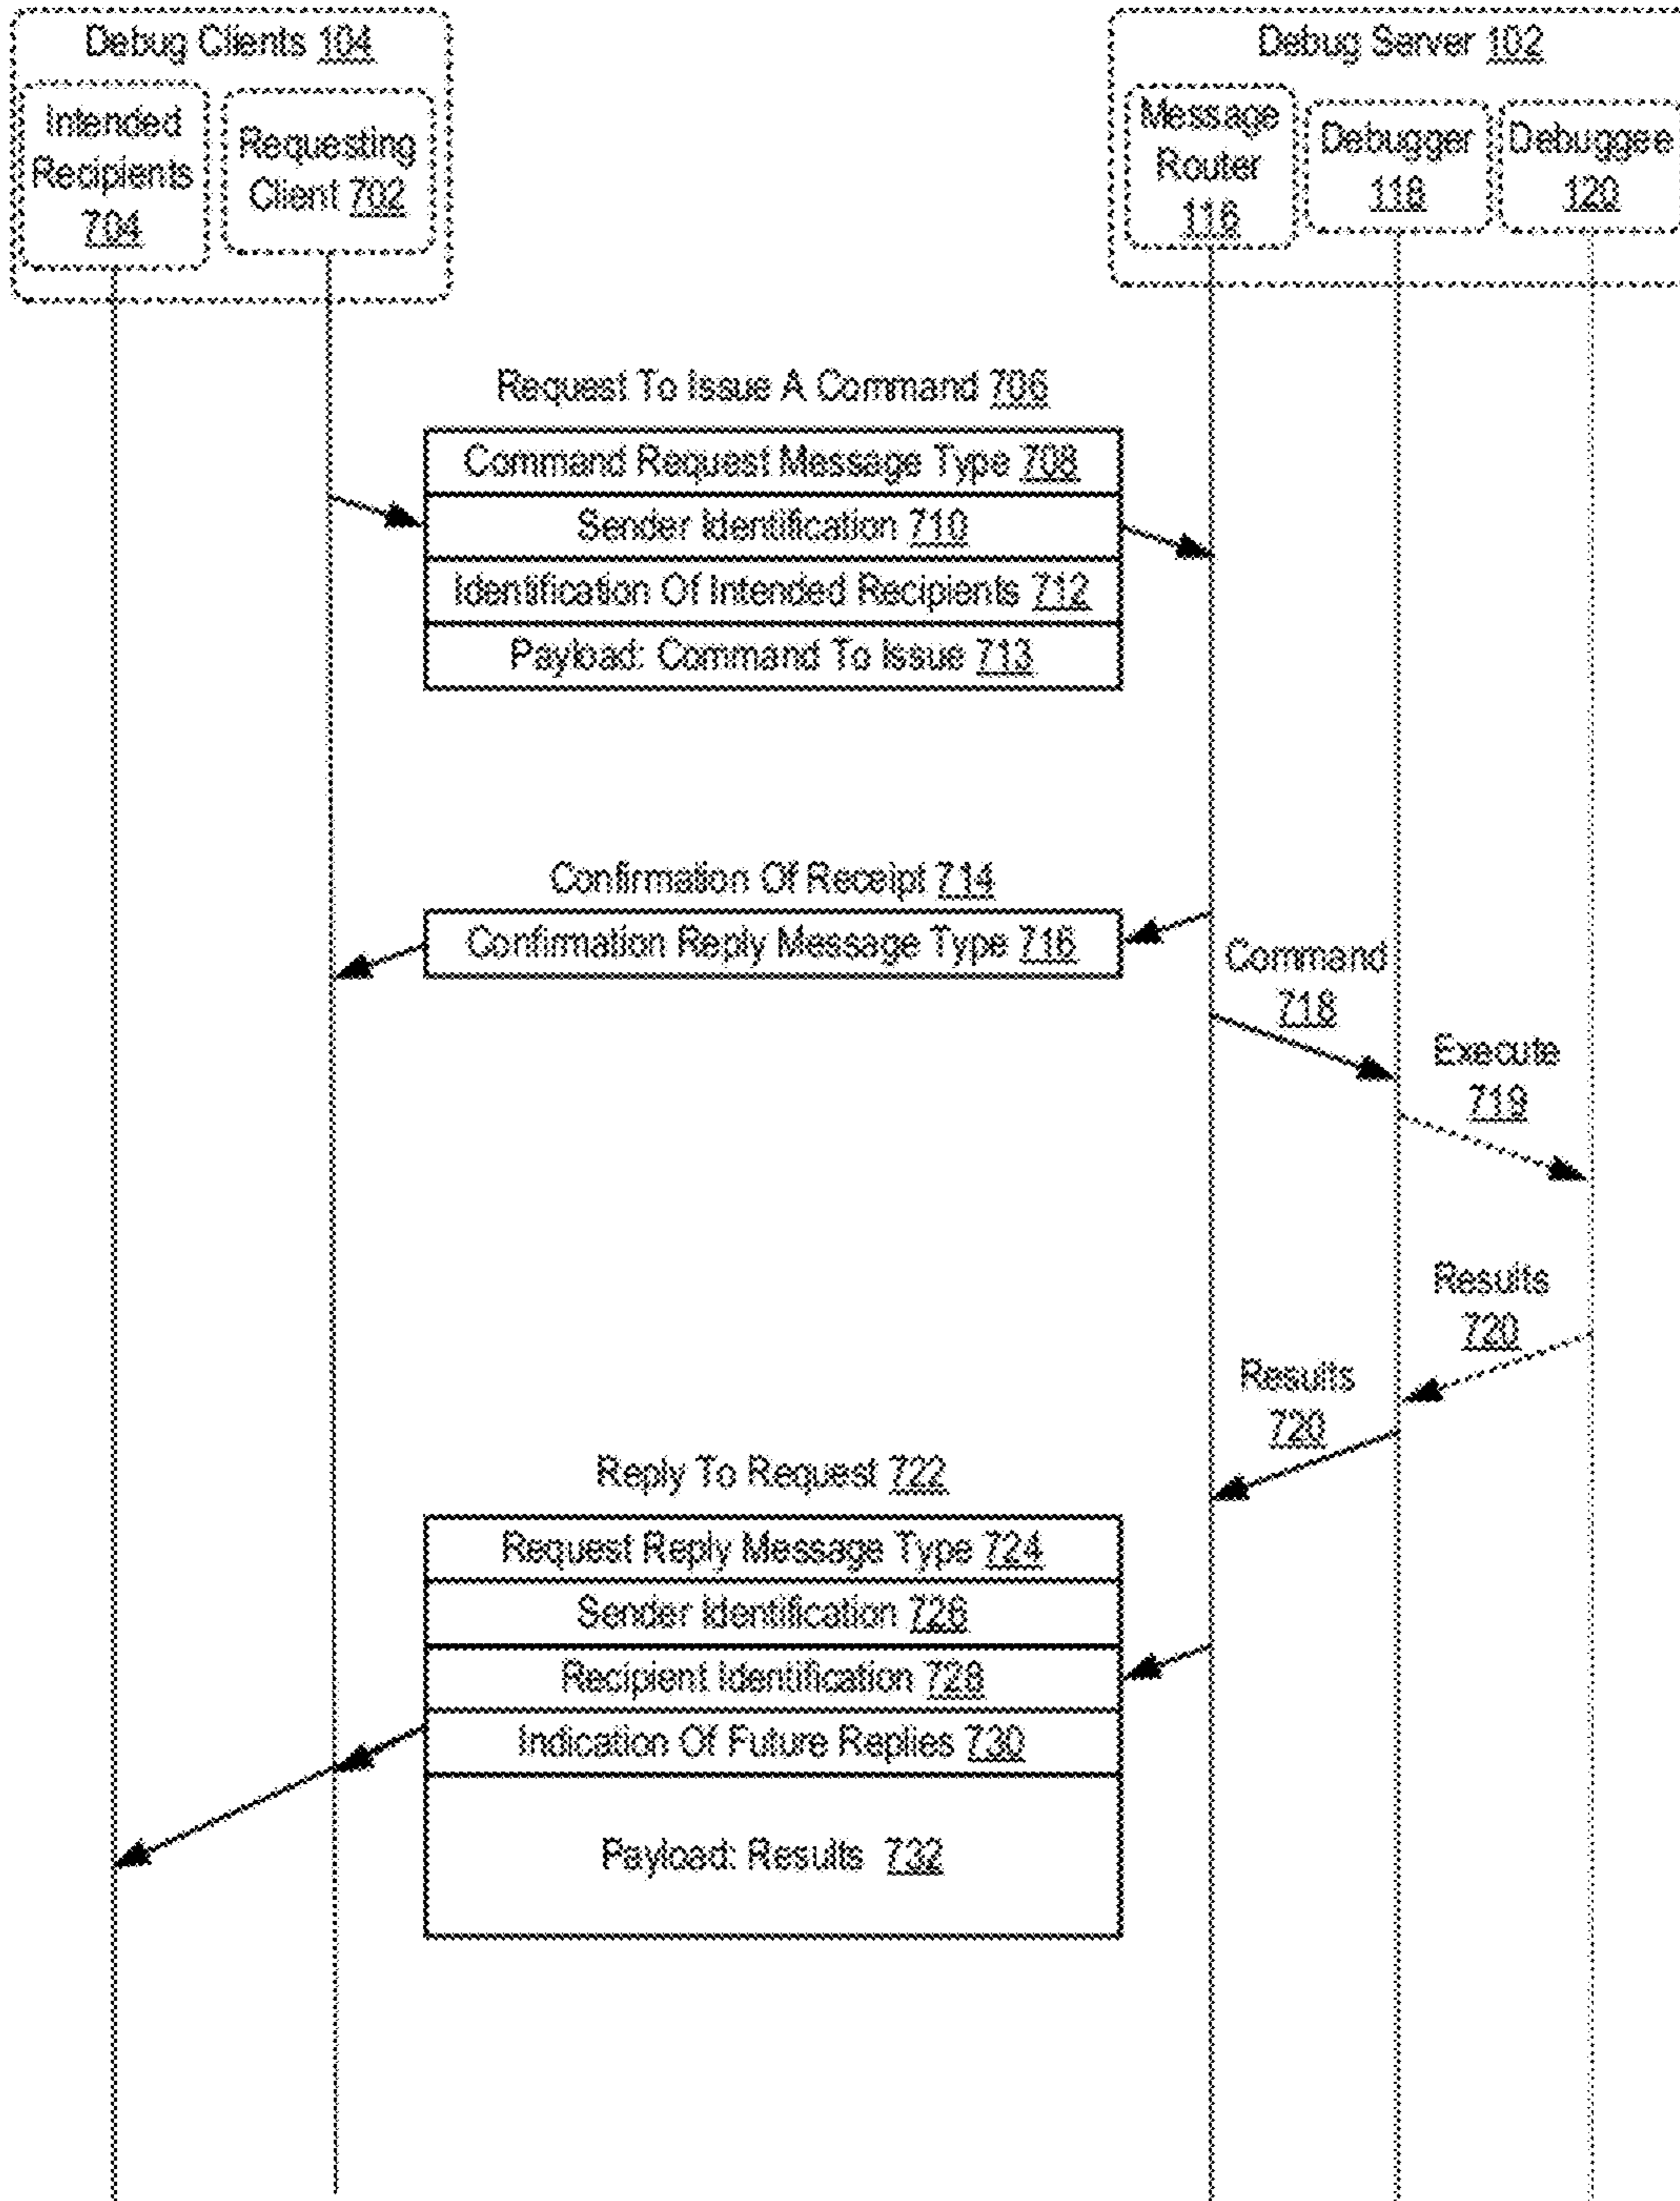 Debug Clients 104
Intended
Recipients
704
Requesting
Client 702
Debug Server 102
Message
Router
116
Debugger
118
Debuggee
120
Request To Issue A Command 706
Command Request Message Type 708
Sender Identification 710
Identification Of Intended Recipients 712
Payload: Command To Issue 713
Confirmation Of Receipt 714
Confirmation Reply Message Type 716
Command
718
Execute
719
Results
720
Results
720
Reply To Request 722
Request Reply Message Type 724
Sender Identification 726
Recipient Identification 728
Indication Of Future Replies 730
Payload: Results 732